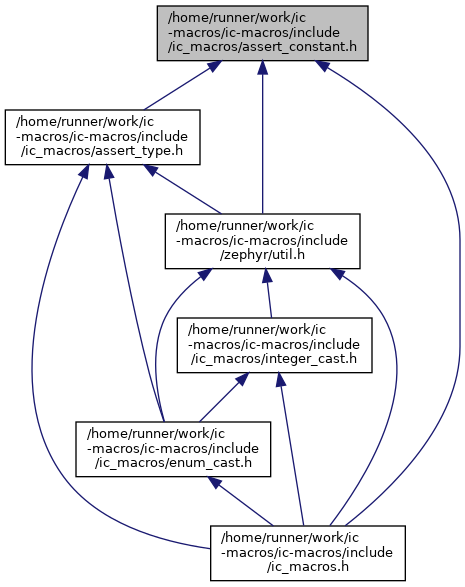 /home/runner/work/ic
-macros/ic-macros/include
/ic_macros/assert_constant.h
/home/runner/work/ic
-macros/ic-macros/include
/ic_macros/assert_type.h
/home/runner/work/ic
-macros/ic-macros/include
/zephyr/util.h
/home/runner/work/ic
-macros/ic-macros/include
/ic_macros/integer_cast.h
/home/runner/work/ic
-macros/ic-macros/include
/ic_macros/enum_cast.h
/home/runner/work/ic
-macros/ic-macros/include
/ic_macros.h